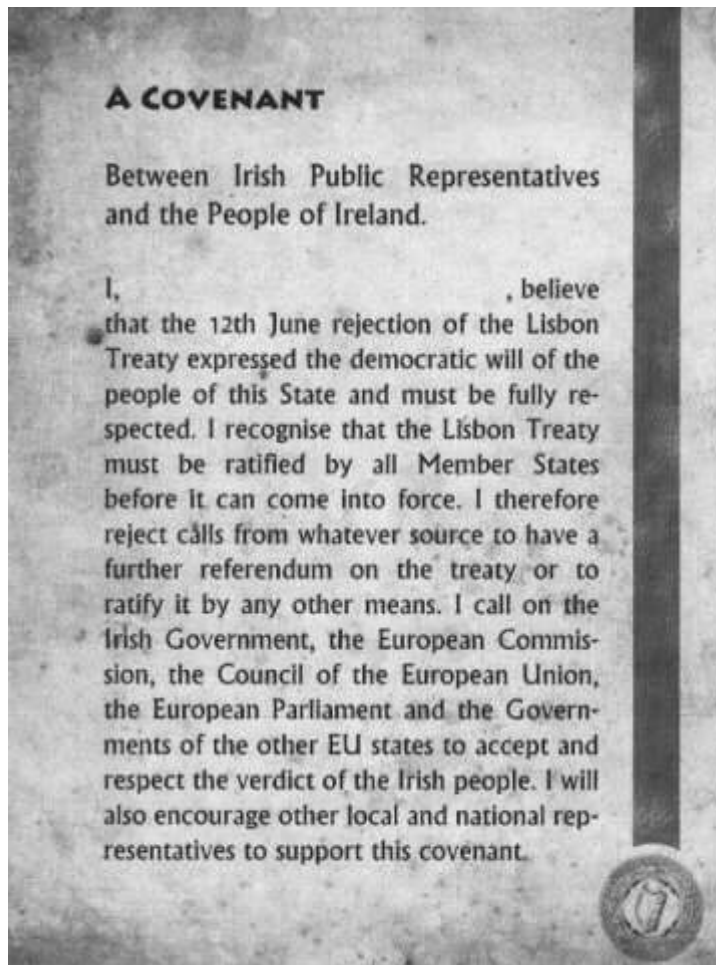 A COVENANT
Between Irish Public Representatives
and the People of Ireland.
I, , believe
that the 12th June rejection of the Lisbon
Treaty expressed the democratic will of the
people of this State and must be fully re-
spected. I recognise that the Lisbon Treaty
must be ratified by all Member States
before it can come into force. I therefore
reject calls from whatever source to have a
further referendum on the treaty or to
ratify it by any other means. I call on the
Irish Government, the European Commis-
sion, the Council of the European Union,
the European Parliament and the Govern-
ments of the other EU states to accept and
respect the verdict of the Irish people. I will
also encourage other local and national rep-
resentatives to support this covenant.